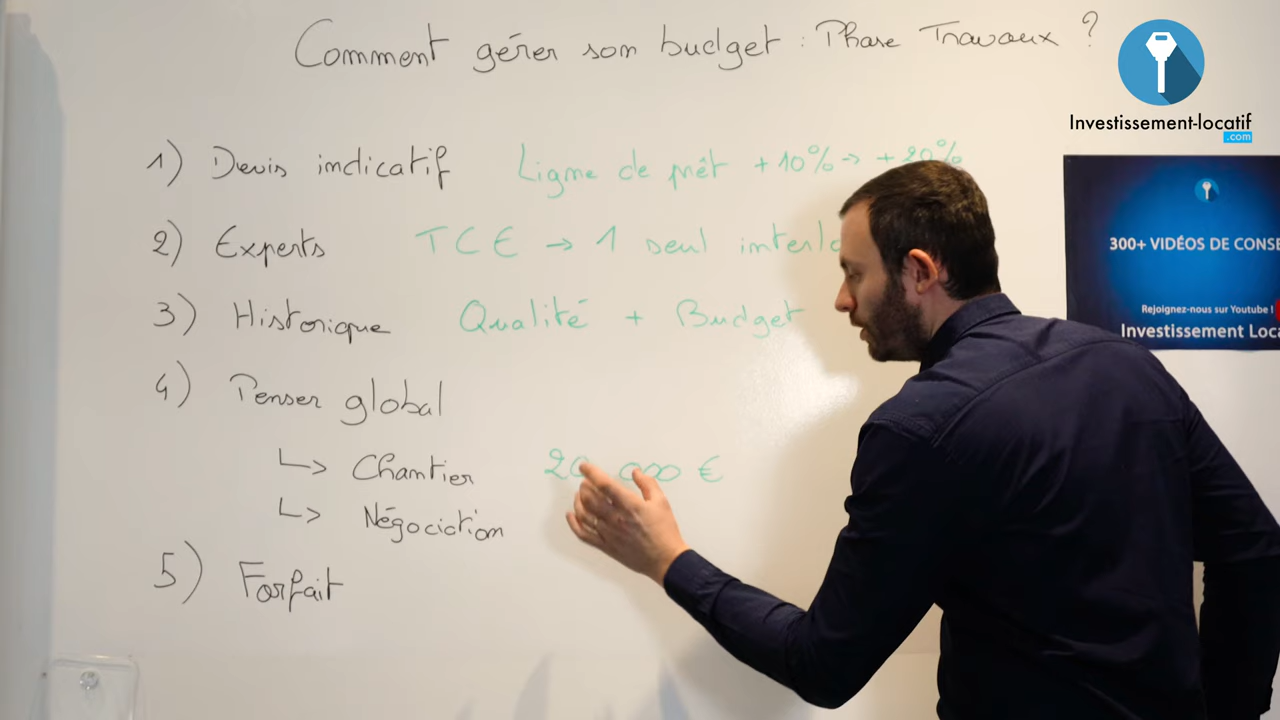 Comment gérer son budget : Phase Travaux ?
Investissement-locatif
.com
1) Devis indicatif Ligne de prêt +10% → +20%
2) Experts TCE → 1 seul interlo
300+ VIDÉOS DE CONSE
3) Historique Qualité + Budget
Rejoignez-nous sur Youtube !
Investissement Loca
4) Penser global
↳ Chantier 20 000 €
↳ Négociation
5) Forfait